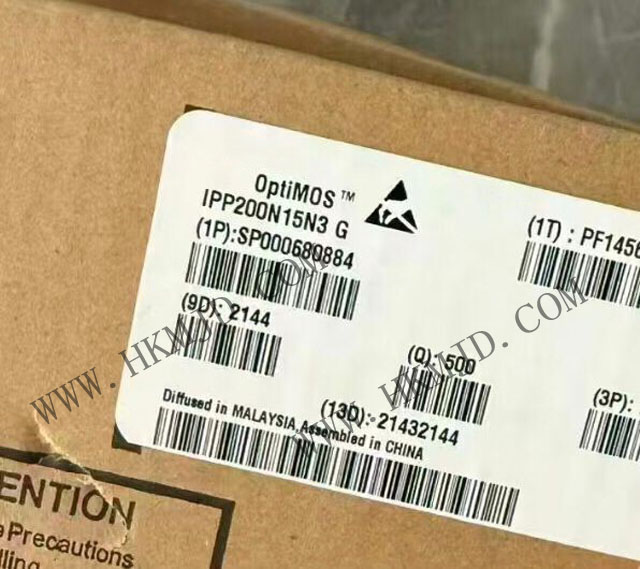 OptiMOS™
IPP200N15N3 G
(1P):SP000680884
(1T) : PF1456
(9D): 2144
(Q): 500
(3P):
(13D): 21432144
Diffused in MALAYSIA, Assembled in CHINA
WWW. HKMJD. COM
WWW. HKMJD. COM
ENTION
Precautions